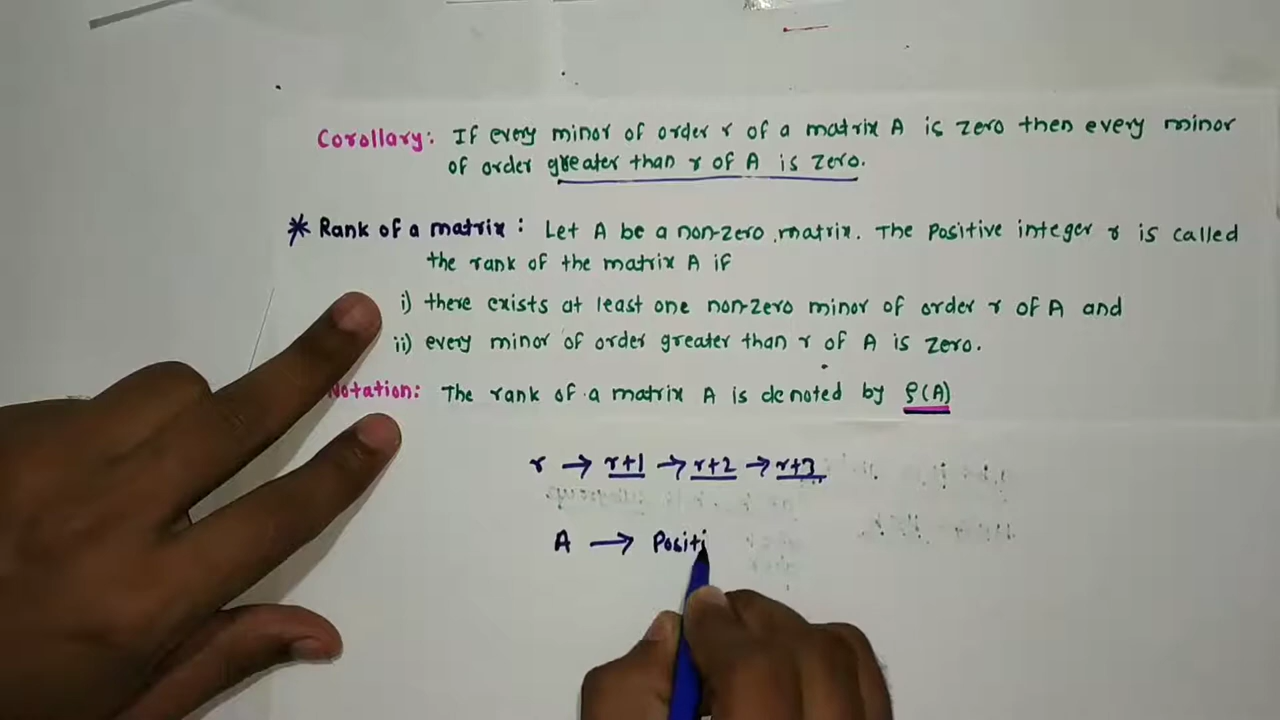 Corollary: If every minor of order r of a matrix A is zero then every minor
of order greater than r of A is zero.
* Rank of a matrix: Let A be a non-zero matrix. The positive integer r is called
the rank of the matrix A if
i) there exists at least one non-zero minor of order r of A and
ii) every minor of order greater than r of A is zero.
Notation: The rank of a matrix A is denoted by ρ(A)
r → r+1 → r+2 → r+3
A → Positi